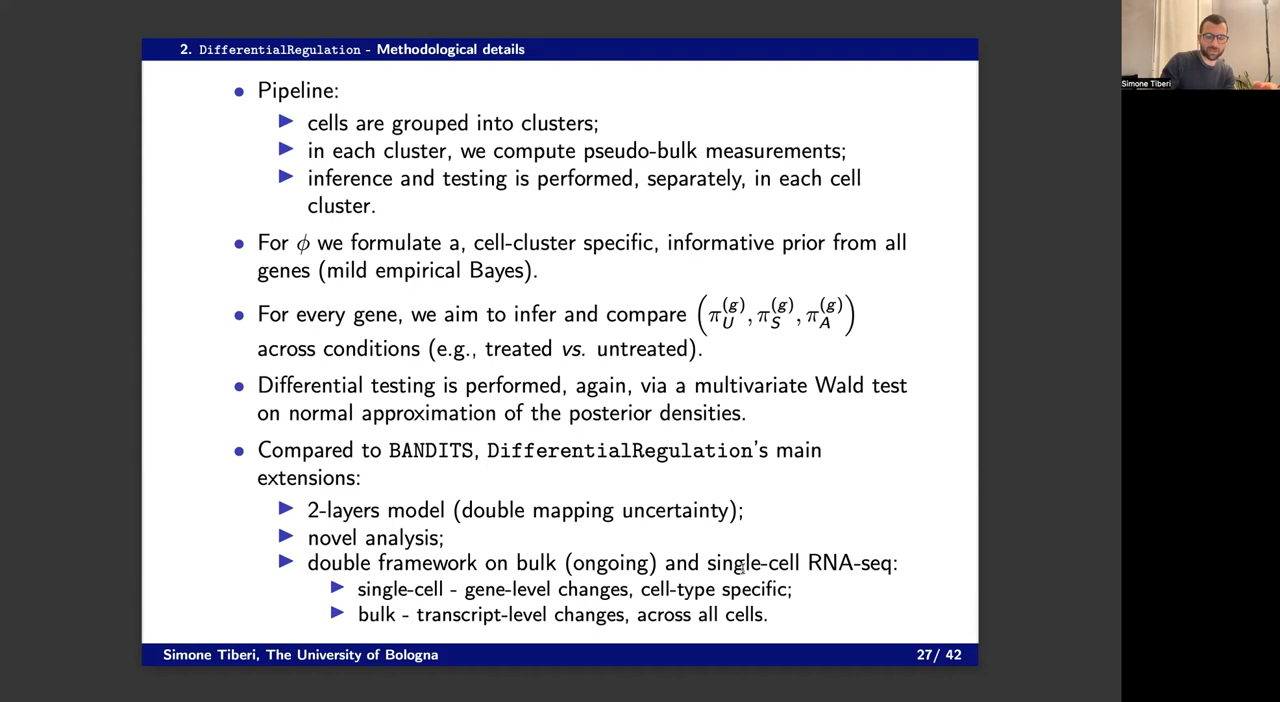 2. DifferentialRegulation - Methodological details
Simone Tiberi
• Pipeline:
▶ cells are grouped into clusters;
▶ in each cluster, we compute pseudo-bulk measurements;
▶ inference and testing is performed, separately, in each cell
cluster.
• For ϕ we formulate a, cell-cluster specific, informative prior from all
genes (mild empirical Bayes).
• For every gene, we aim to infer and compare (π_U^(g), π_S^(g), π_A^(g))
across conditions (e.g., treated vs. untreated).
• Differential testing is performed, again, via a multivariate Wald test
on normal approximation of the posterior densities.
• Compared to BANDITS, DifferentialRegulation's main
extensions:
▶ 2-layers model (double mapping uncertainty);
▶ novel analysis;
▶ double framework on bulk (ongoing) and single-cell RNA-seq:
▶ single-cell - gene-level changes, cell-type specific;
▶ bulk - transcript-level changes, across all cells.
Simone Tiberi, The University of Bologna
27/ 42